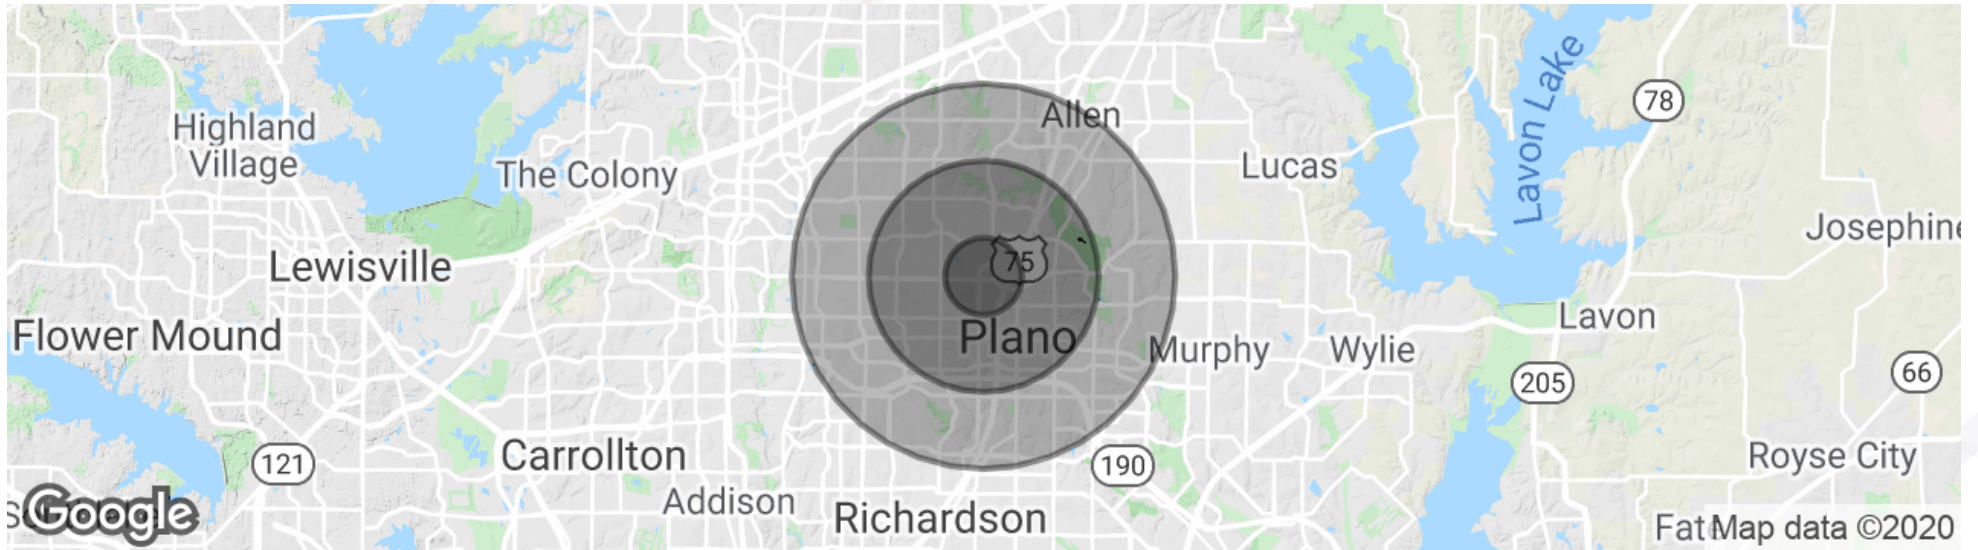 Allen
78
Lavon Lake
Highland
Village
The Colony
Lucas
Josephine
75
Lewisville
Flower Mound
Plano
Lavon
Murphy
Wylie
66
205
Carrollton
121
190
Royse City
Addison
Richardson
Google
Map data ©2020